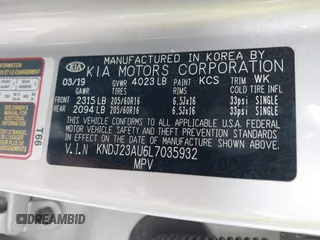 MANUFACTURED IN KOREA BY
KIA KIA MOTORS CORPORATION
03/19 GVWR 4023 LB PAINT: KCS TRIM WK
GAWR TIRES RIMS COLD TIRE INFL
FRONT 2315 LB 205/60R16 6.5Jx16 33psi SINGLE
REAR 2094 LB 205/60R16 6.5Jx16 33psi SINGLE
THIS VEHICLE CONFORMS TO ALL APPLICABLE U.S. FEDERAL
MOTOR VEHICLE SAFETY, BUMPER, AND THEFT PREVENTION
STANDARDS IN EFFECT ON THE DATE OF
MANUFACTURE SHOWN ABOVE.
V.I.N KNDJ23AU6L7035932
MPV
T66
DREAMBID